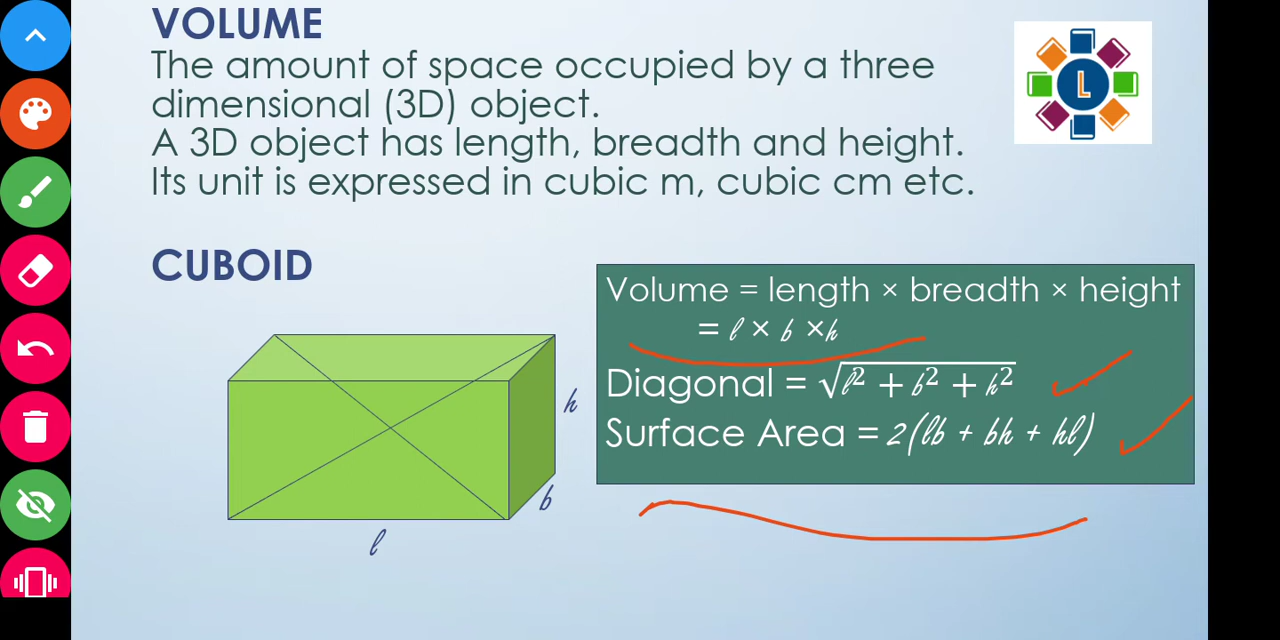 VOLUME
The amount of space occupied by a three
dimensional (3D) object.
A 3D object has length, breadth and height.
Its unit is expressed in cubic m, cubic cm etc.
L
CUBOID
Volume = length × breadth × height
= l × b ×h
Diagonal = √l² + b² + h²
Surface Area = 2(lb + bh + hl)
h
b
l